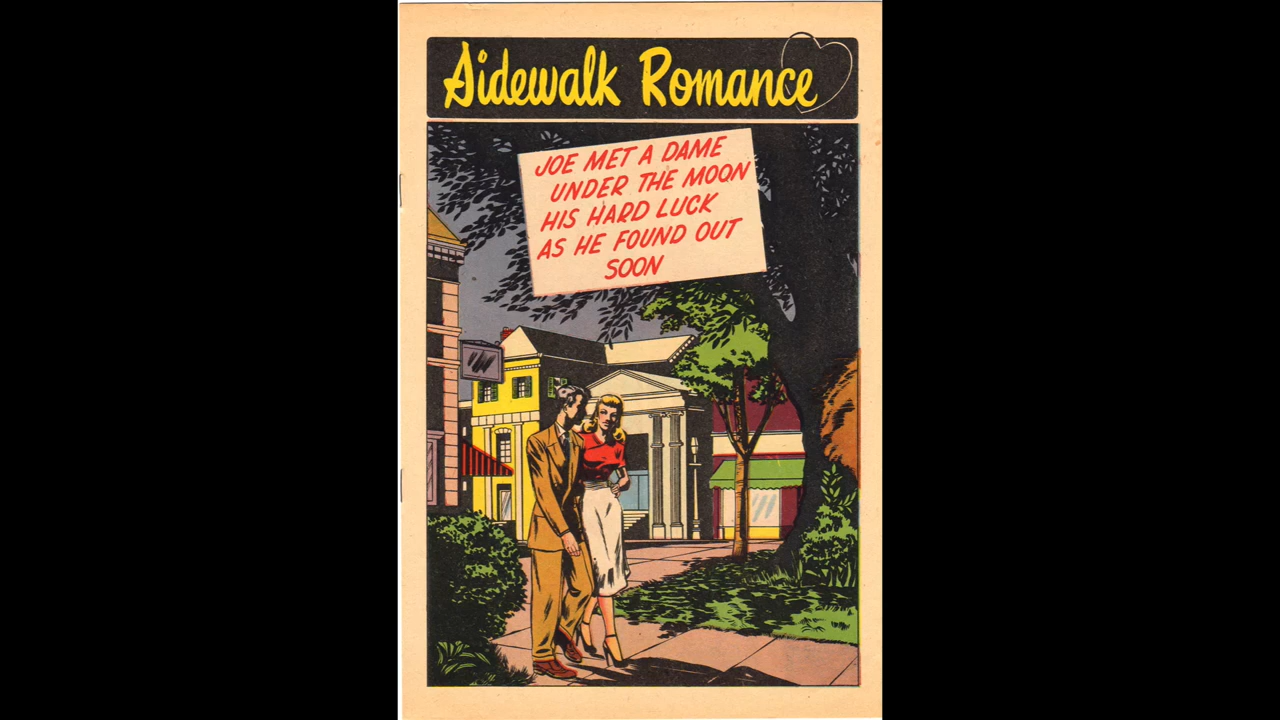 Sidewalk Romance
JOE MET A DAME
UNDER THE MOON
HIS HARD LUCK
AS HE FOUND OUT
SOON